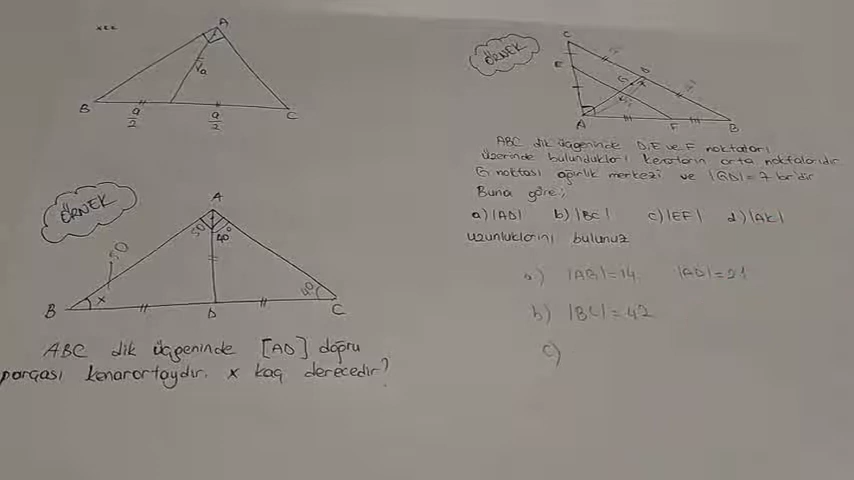 A
Va
B
a/2
a/2
C
ÖRNEK
A
50
40°
50
x
40
B
D
C
ABC dik üçgeninde [AD] doğru
parçası kenarortaydır. x kaç derecedir?
ÖRNEK
C
E
D
G
A
F
B
ABC dik üçgeninde D,E ve F noktaları
üzerinde bulundukları kenarların orta noktalarıdır
G noktası ağırlık merkezi ve |GD|=7 br'dir
Buna göre;
a) |AD| b) |BC| c) |EF| d) |AK|
uzunluklarını bulunuz
a) |AG|=14 |AD|=21
b) |BC|=42
c)